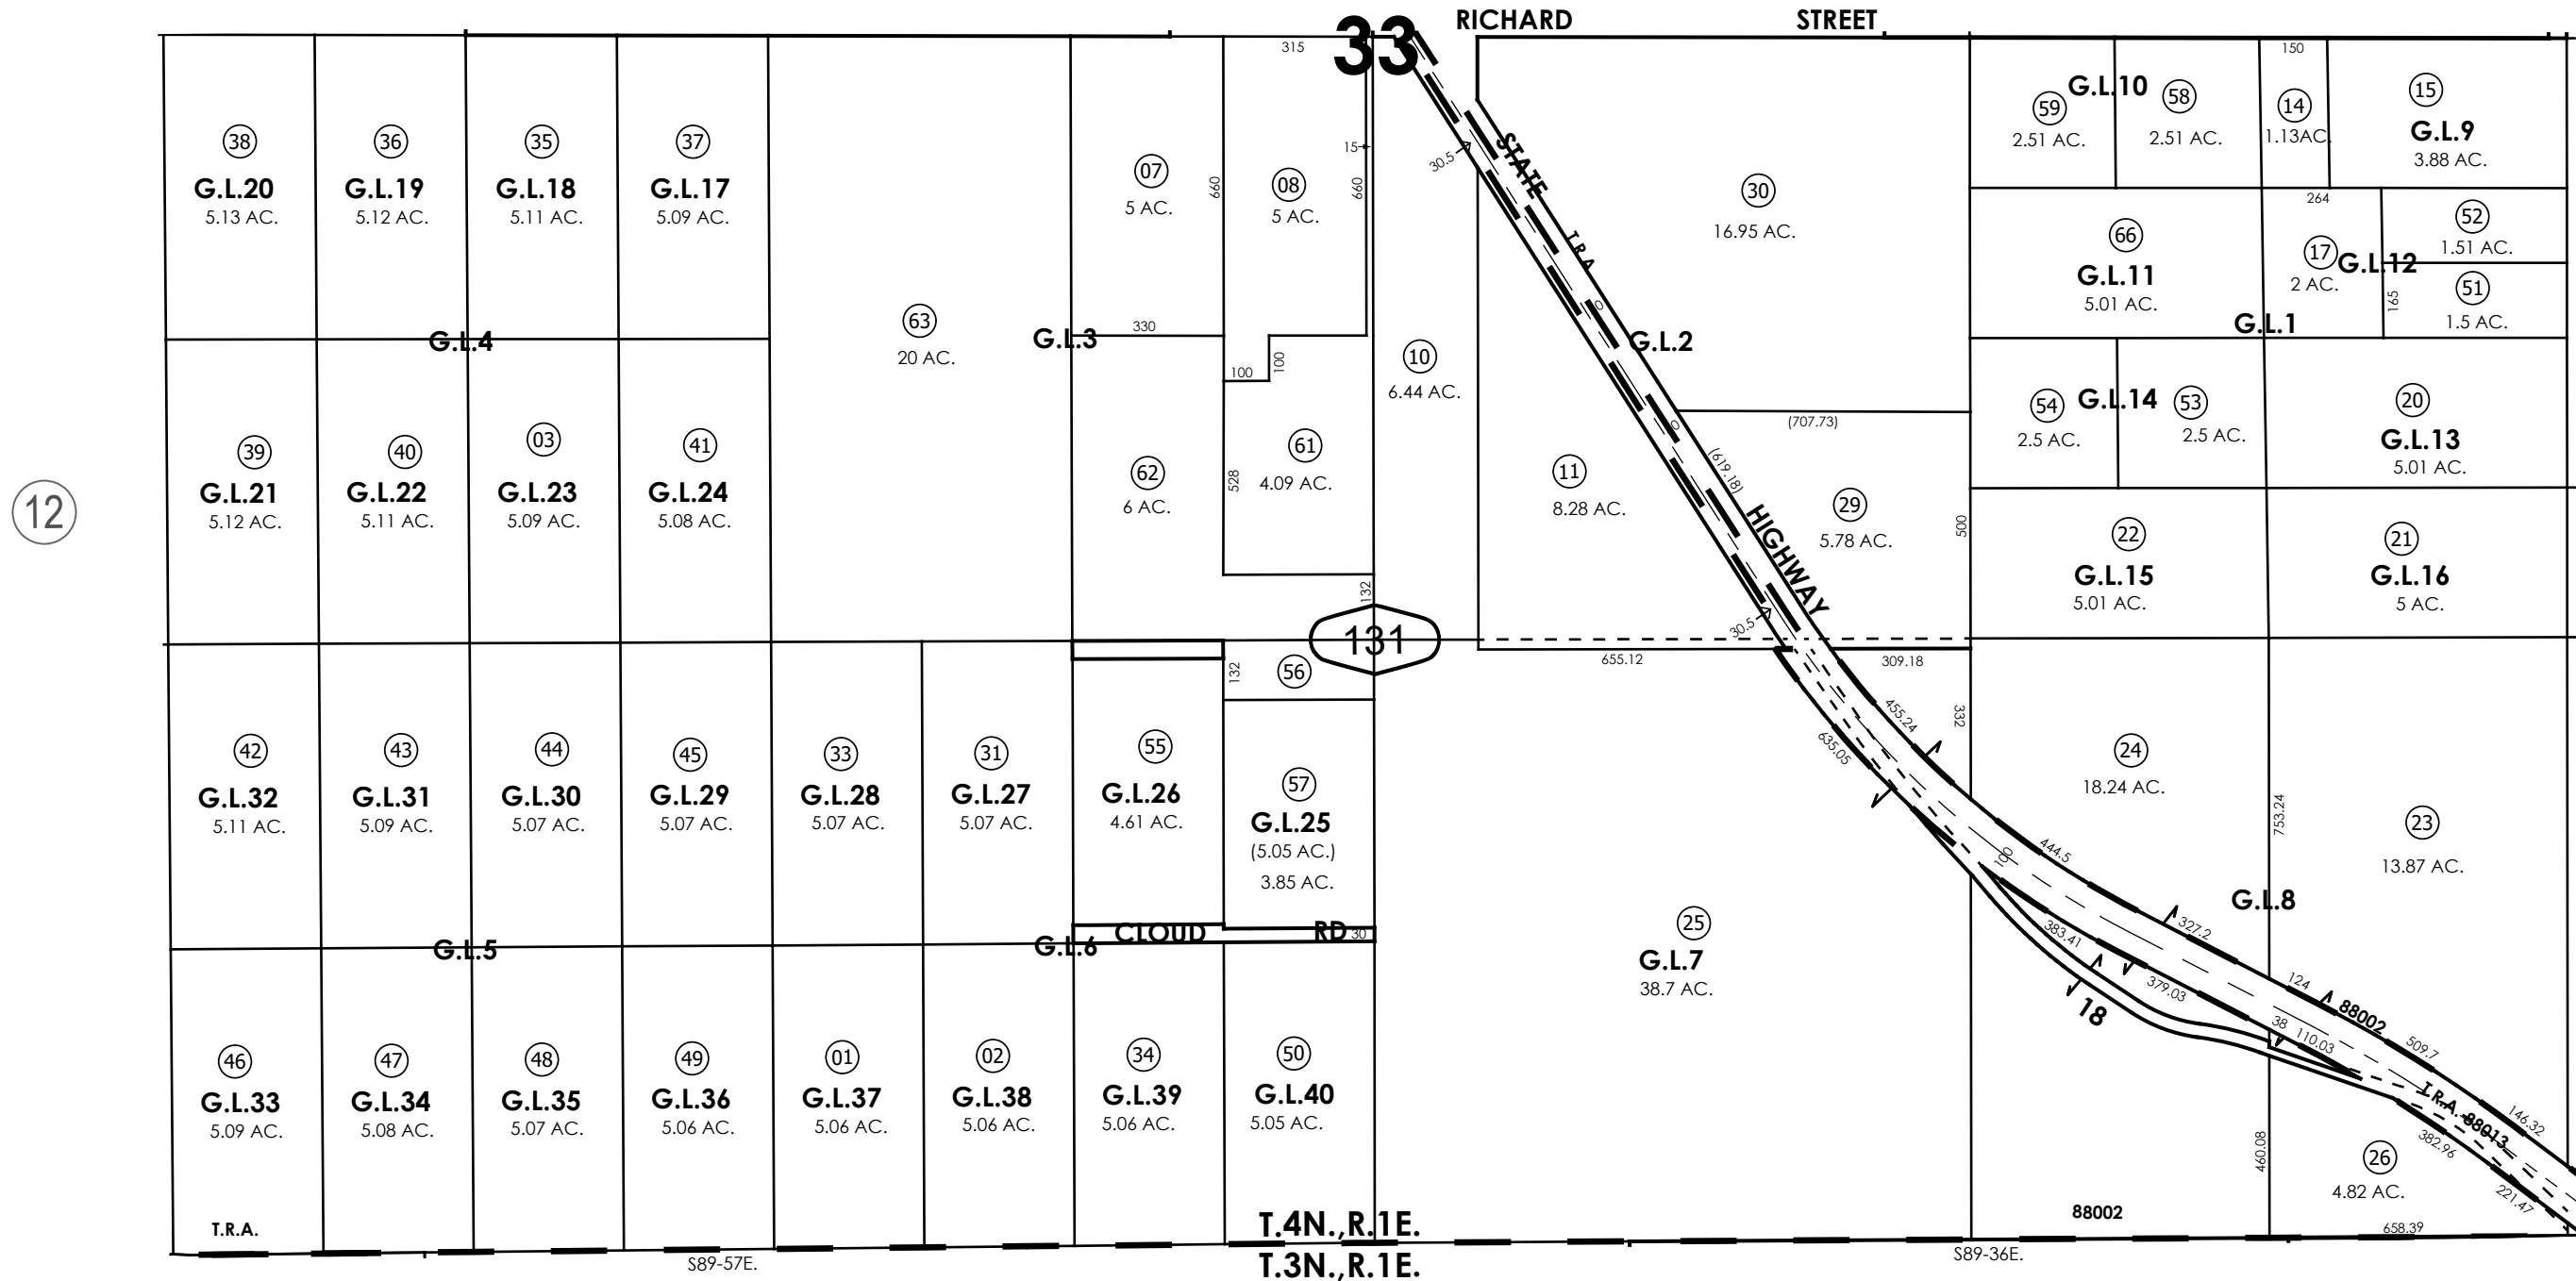 RICHARD STREET
33
315
150
38
G.L.20
5.13 AC.
36
G.L.19
5.12 AC.
35
G.L.18
5.11 AC.
37
G.L.17
5.09 AC.
07
5 AC.
660
08
5 AC.
660
15
30.5
STATE
T.R.A.
0
0
30
16.95 AC.
59
2.51 AC.
G.L.10
58
2.51 AC.
14
1.13AC.
15
G.L.9
3.88 AC.
264
66
G.L.11
5.01 AC.
17
2 AC.
G.L.12
52
1.51 AC.
51
1.5 AC.
165
G.L.1
G.L.4
63
20 AC.
G.L.3
330
100
100
10
6.44 AC.
G.L.2
(707.73)
(619.18)
54
2.5 AC.
G.L.14
53
2.5 AC.
20
G.L.13
5.01 AC.
12
39
G.L.21
5.12 AC.
40
G.L.22
5.11 AC.
03
G.L.23
5.09 AC.
41
G.L.24
5.08 AC.
62
6 AC.
528
61
4.09 AC.
11
8.28 AC.
HIGHWAY
29
5.78 AC.
500
22
G.L.15
5.01 AC.
21
G.L.16
5 AC.
132
131
30.5
655.12
309.18
132
56
42
G.L.32
5.11 AC.
43
G.L.31
5.09 AC.
44
G.L.30
5.07 AC.
45
G.L.29
5.07 AC.
33
G.L.28
5.07 AC.
31
G.L.27
5.07 AC.
55
G.L.26
4.61 AC.
57
G.L.25
(5.05 AC.)
3.85 AC.
635.05
455.24
332
24
18.24 AC.
753.24
23
13.87 AC.
100
444.5
G.L.8
327.2
383.41
379.03
124
88002
18
38
110.03
509.7
G.L.5
G.L.6
CLOUD RD 30
25
G.L.7
38.7 AC.
46
G.L.33
5.09 AC.
47
G.L.34
5.08 AC.
48
G.L.35
5.07 AC.
49
G.L.36
5.06 AC.
01
G.L.37
5.06 AC.
02
G.L.38
5.06 AC.
34
G.L.39
5.06 AC.
50
G.L.40
5.05 AC.
T.R.A. 88013
146.32
382.96
460.08
26
4.82 AC.
221.47
T.R.A.
88002
658.39
T.4N.,R.1E.
S89-57E.
S89-36E.
T.3N.,R.1E.